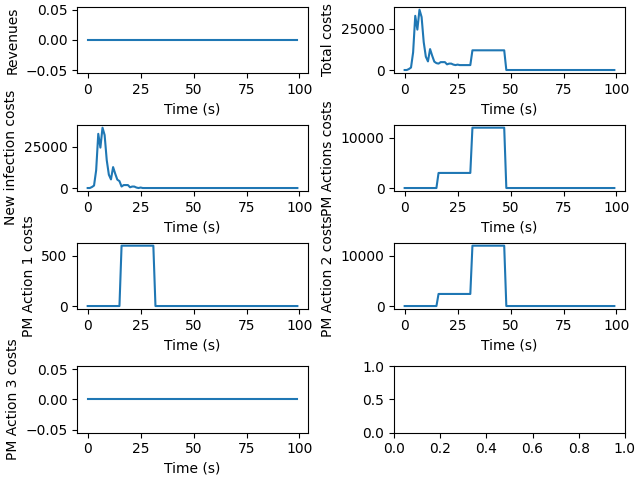 Revenues
0.05
0.00
−0.05
0 25 50 75 100
Time (s)
Total costs
25000
0
0 25 50 75 100
Time (s)
New infection costs
25000
0
0 25 50 75 100
Time (s)
PM Actions costs
10000
0
0 25 50 75 100
Time (s)
PM Action 1 costs
500
0
0 25 50 75 100
Time (s)
PM Action 2 costs
10000
0
0 25 50 75 100
Time (s)
PM Action 3 costs
0.05
0.00
−0.05
0 25 50 75 100
Time (s)
1.0
0.5
0.0
0.0 0.2 0.4 0.6 0.8 1.0